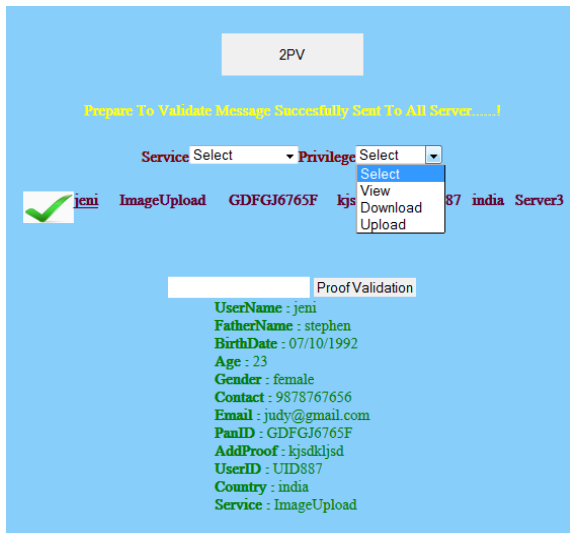 2PV
Prepare To Validate Message Succesfully Sent To All Server......!
Service Select Privilege Select
Select
View
Download
Upload
jeni ImageUpload GDFGJ6765F kjs 87 india Server3
Proof Validation
UserName : jeni
FatherName : stephen
BirthDate : 07/10/1992
Age : 23
Gender : female
Contact : 9878767656
Email : judy@gmail.com
PanID : GDFGJ6765F
AddProof : kjsdkljsd
UserID : UID887
Country : india
Service : ImageUpload